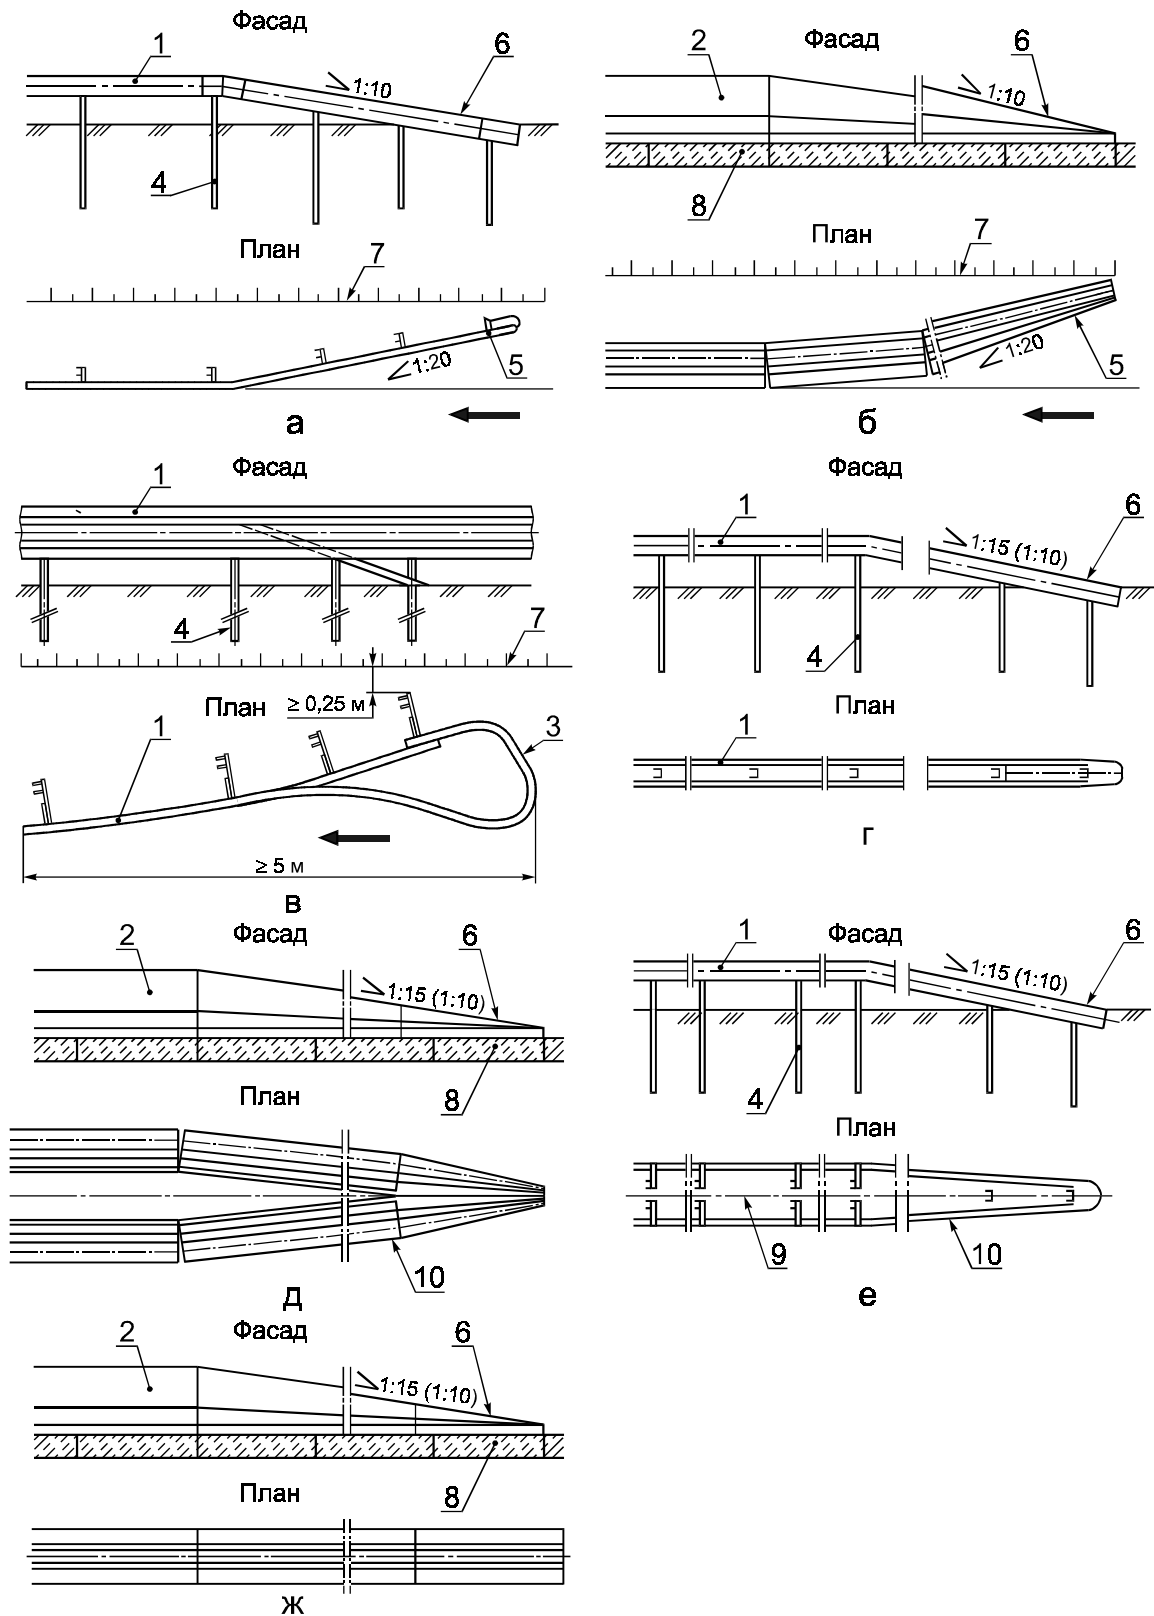 Фасад
1
6
1:10
4
План
7
5
1:20
а
Фасад
2
6
1:10
8
План
7
1:20
5
б
Фасад
1
4
7
План
≥ 0,25 м
1
3
≥ 5 м
в
Фасад
1
6
1:15 (1:10)
4
План
1
г
Фасад
2
6
1:15 (1:10)
8
План
10
д
Фасад
1
6
1:15 (1:10)
4
План
9
10
е
Фасад
2
6
1:15 (1:10)
8
План
ж